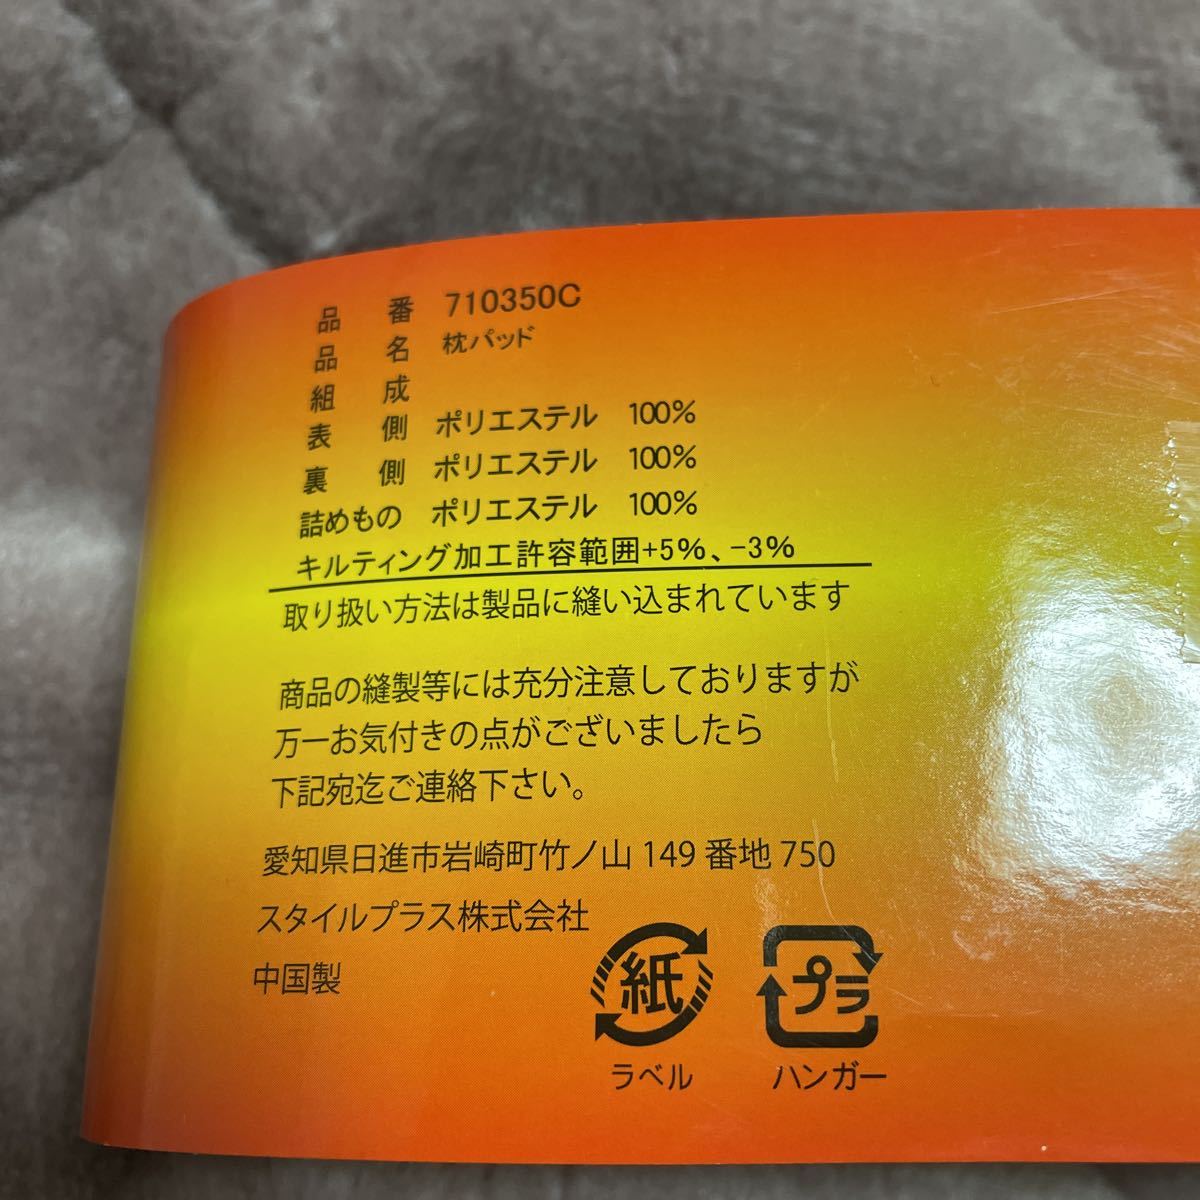 品番 710350C
品名 枕パッド
組成
表側 ポリエステル 100%
裏側 ポリエステル 100%
詰めもの ポリエステル 100%
キルティング加工許容範囲+5%、-3%
取り扱い方法は製品に縫い込まれています
商品の縫製等には充分注意しておりますが
万一お気付きの点がございましたら
下記宛迄ご連絡下さい。
愛知県日進市岩崎町竹ノ山 149 番地 750
スタイルプラス株式会社
中国製
紙 プラ
ラベル ハンガー